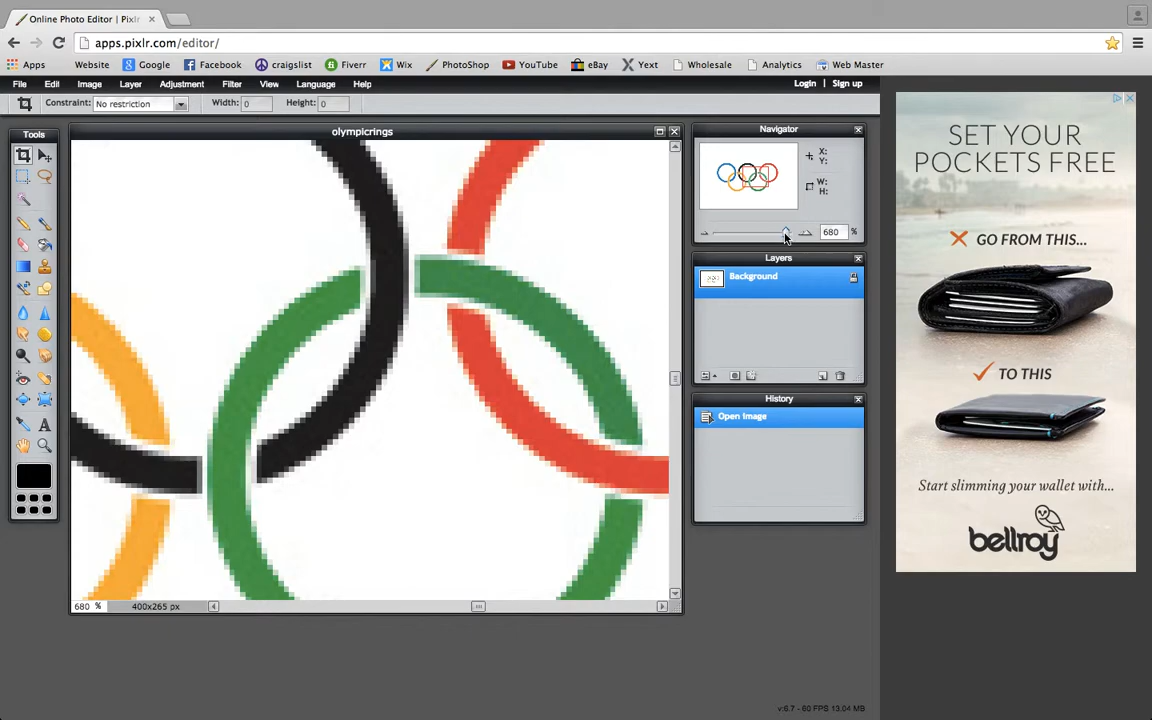 Online Photo Editor | Pixlr
apps.pixlr.com/editor/
Apps Website Google Facebook craigslist Fiverr Wix PhotoShop YouTube eBay Yext Wholesale Analytics Web Master
File Edit Image Layer Adjustment Filter View Language Help Login | Sign up
Constraint: No restriction Width: 0 Height: 0
Tools
olympicrings
Navigator
X:
Y:
W:
H:
680 %
Layers
Background
History
Open Image
680 % 400x265 px
SET YOUR
POCKETS FREE
GO FROM THIS...
TO THIS
Start slimming your wallet with...
bellroy
v:6.7 - 60 FPS 13.04 MB